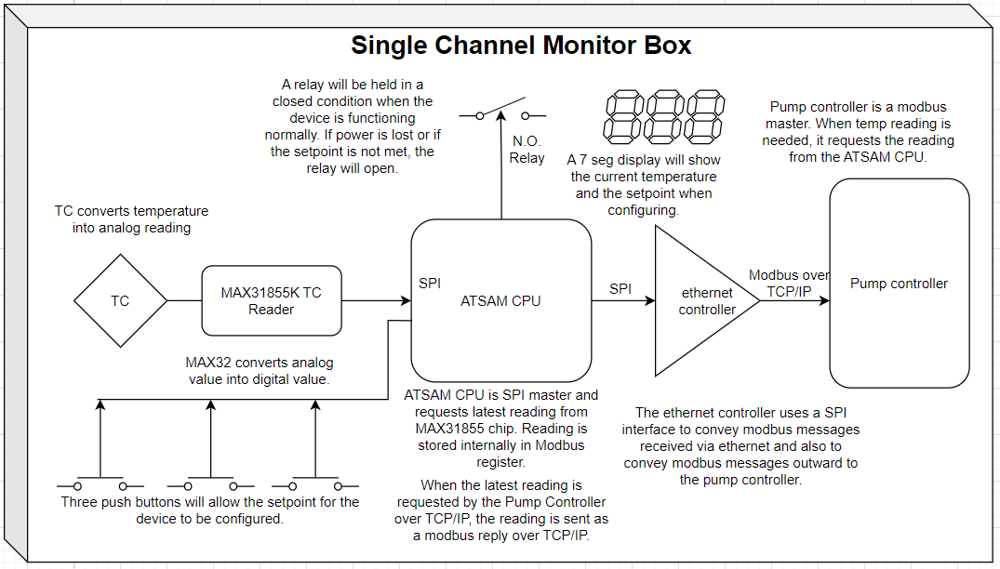 Single Channel Monitor Box
A relay will be held in a
closed condition when the
device is functioning
normally. If power is lost or if
the setpoint is not met, the
relay will open.
N.O.
Relay
A 7 seg display will show
the current temperature
and the setpoint when
configuring.
Pump controller is a modbus
master. When temp reading is
needed, it requests the reading
from the ATSAM CPU.
TC converts temperature
into analog reading
TC
MAX31855K TC
Reader
SPI
ATSAM CPU
SPI
ethernet
controller
Modbus over
TCP/IP
Pump controller
MAX32 converts analog
value into digital value.
ATSAM CPU is SPI master and
requests latest reading from
MAX31855 chip. Reading is
stored internally in Modbus
register.
When the latest reading is
requested by the Pump Controller
over TCP/IP, the reading is sent as
a modbus reply over TCP/IP.
The ethernet controller uses a SPI
interface to convey modbus messages
received via ethernet and also to
convey modbus messages outward to
the pump controller.
Three push buttons will allow the setpoint for the
device to be configured.